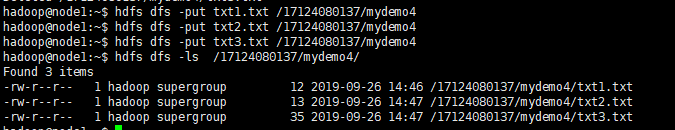 hadoop@node1:~$ hdfs dfs -put txt1.txt /17124080137/mydemo4
hadoop@node1:~$ hdfs dfs -put txt2.txt /17124080137/mydemo4
hadoop@node1:~$ hdfs dfs -put txt3.txt /17124080137/mydemo4
hadoop@node1:~$ hdfs dfs -ls  /17124080137/mydemo4/
Found 3 items
-rw-r--r--   1 hadoop supergroup         12 2019-09-26 14:46 /17124080137/mydemo4/txt1.txt
-rw-r--r--   1 hadoop supergroup         13 2019-09-26 14:47 /17124080137/mydemo4/txt2.txt
-rw-r--r--   1 hadoop supergroup         35 2019-09-26 14:47 /17124080137/mydemo4/txt3.txt
hadoop@node1:~$